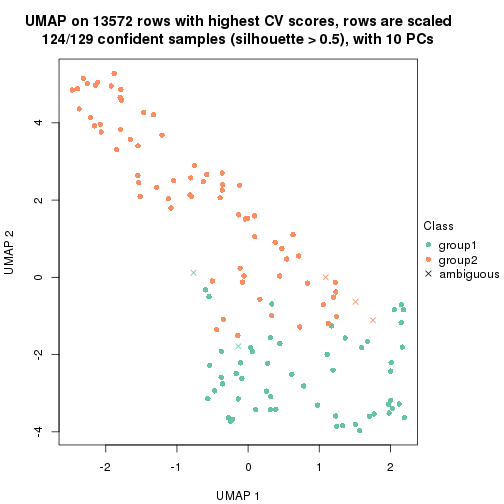 UMAP on 13572 rows with highest CV scores, rows are scaled
124/129 confident samples (silhouette > 0.5), with 10 PCs
4
2
0
-2
-4
UMAP 2
-2
-1
0
1
2
UMAP 1
Class
group1
group2
ambiguous